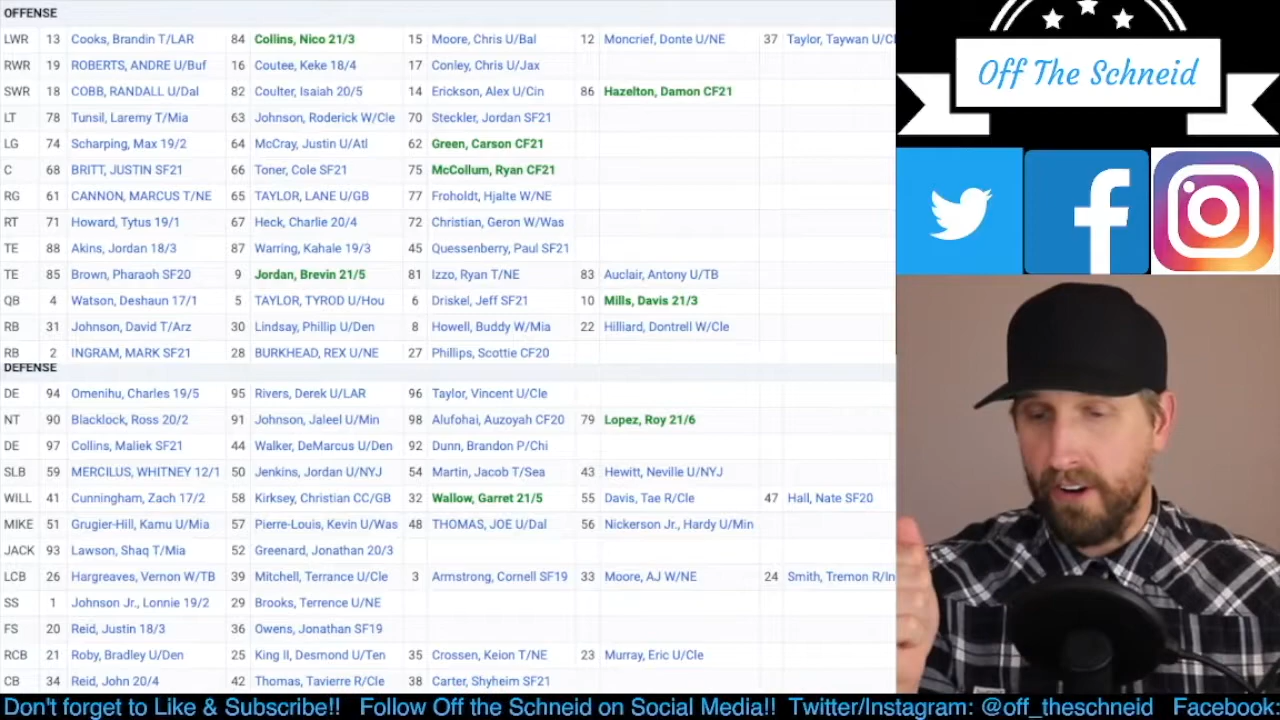 OFFENSE
LWR 13 Cooks, Brandin T/LAR 84 Collins, Nico 21/3 15 Moore, Chris U/Bal 12 Moncrief, Donte U/NE 37 Taylor, Taywan U/Cl
RWR 19 ROBERTS, ANDRE U/Buf 16 Coutee, Keke 18/4 17 Conley, Chris U/Jax
SWR 18 COBB, RANDALL U/Dal 82 Coulter, Isaiah 20/5 14 Erickson, Alex U/Cin 86 Hazelton, Damon CF21
LT 78 Tunsil, Laremy T/Mia 63 Johnson, Roderick W/Cle 70 Steckler, Jordan SF21
LG 74 Scharping, Max 19/2 64 McCray, Justin U/Atl 62 Green, Carson CF21
C 68 BRITT, JUSTIN SF21 66 Toner, Cole SF21 75 McCollum, Ryan CF21
RG 61 CANNON, MARCUS T/NE 65 TAYLOR, LANE U/GB 77 Froholdt, Hjalte W/NE
RT 71 Howard, Tytus 19/1 67 Heck, Charlie 20/4 72 Christian, Geron W/Was
TE 88 Akins, Jordan 18/3 87 Warring, Kahale 19/3 45 Quessenberry, Paul SF21
TE 85 Brown, Pharaoh SF20 9 Jordan, Brevin 21/5 81 Izzo, Ryan T/NE 83 Auclair, Antony U/TB
QB 4 Watson, Deshaun 17/1 5 TAYLOR, TYROD U/Hou 6 Driskel, Jeff SF21 10 Mills, Davis 21/3
RB 31 Johnson, David T/Arz 30 Lindsay, Phillip U/Den 8 Howell, Buddy W/Mia 22 Hilliard, Dontrell W/Cle
RB 2 INGRAM, MARK SF21 28 BURKHEAD, REX U/NE 27 Phillips, Scottie CF20
DEFENSE
DE 94 Omenihu, Charles 19/5 95 Rivers, Derek U/LAR 96 Taylor, Vincent U/Cle
NT 90 Blacklock, Ross 20/2 91 Johnson, Jaleel U/Min 98 Alufohai, Auzoyah CF20 79 Lopez, Roy 21/6
DE 97 Collins, Maliek SF21 44 Walker, DeMarcus U/Den 92 Dunn, Brandon P/Chi
SLB 59 MERCILUS, WHITNEY 12/1 50 Jenkins, Jordan U/NYJ 54 Martin, Jacob T/Sea 43 Hewitt, Neville U/NYJ
WILL 41 Cunningham, Zach 17/2 58 Kirksey, Christian CC/GB 32 Wallow, Garret 21/5 55 Davis, Tae R/Cle 47 Hall, Nate SF20
MIKE 51 Grugier-Hill, Kamu U/Mia 57 Pierre-Louis, Kevin U/Was 48 THOMAS, JOE U/Dal 56 Nickerson Jr., Hardy U/Min
JACK 93 Lawson, Shaq T/Mia 52 Greenard, Jonathan 20/3
LCB 26 Hargreaves, Vernon W/TB 39 Mitchell, Terrance U/Cle 3 Armstrong, Cornell SF19 33 Moore, AJ W/NE 24 Smith, Tremon R/In
SS 1 Johnson Jr., Lonnie 19/2 29 Brooks, Terrence U/NE
FS 20 Reid, Justin 18/3 36 Owens, Jonathan SF19
RCB 21 Roby, Bradley U/Den 25 King II, Desmond U/Ten 35 Crossen, Keion T/NE 23 Murray, Eric U/Cle
CB 34 Reid, John 20/4 42 Thomas, Tavierre R/Cle 38 Carter, Shyheim SF21
Off The Schneid
Don't forget to Like & Subscribe!! Follow Off the Schneid on Social Media!! Twitter/Instagram: @off_theschneid Facebook: